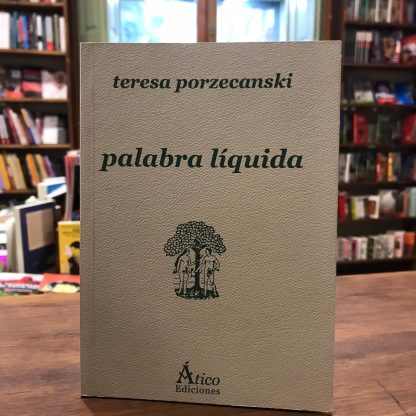 teresa porzecanski
palabra líquida
Ático
Ediciones